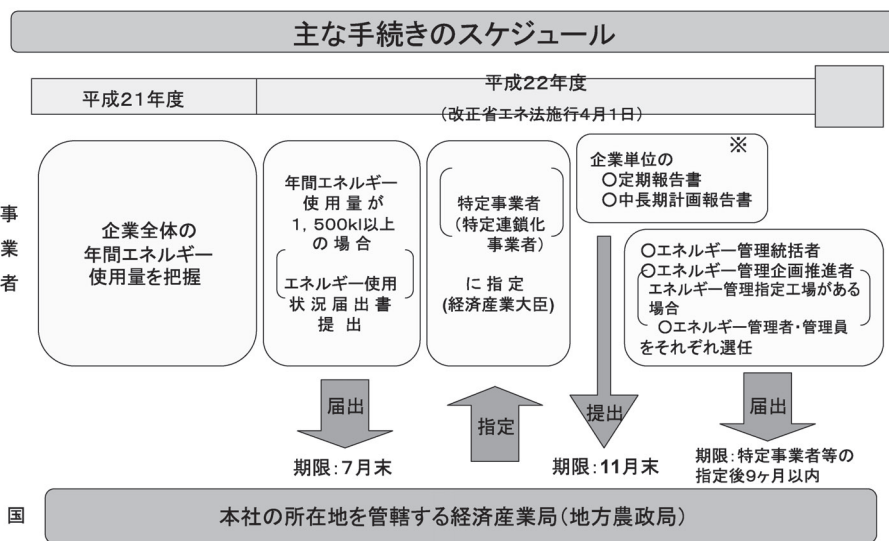 主な手続きのスケジュール
平成21年度
平成22年度
(改正省エネ法施行4月1日)
事業者
企業全体の
年間エネルギー
使用量を把握
年間エネルギー
使用量が
1,500kl以上
の場合
エネルギー使用
状況届出書
提出
特定事業者
(特定連鎖化
事業者)
に指定
(経済産業大臣)
※
企業単位の
○定期報告書
○中長期計画報告書
○エネルギー管理統括者
○エネルギー管理企画推進者
エネルギー管理指定工場がある
場合
○エネルギー管理者・管理員
をそれぞれ選任
届出
期限:7月末
指定
提出
期限:11月末
届出
期限:特定事業者等の
指定後9ヶ月以内
国
本社の所在地を管轄する経済産業局(地方農政局)